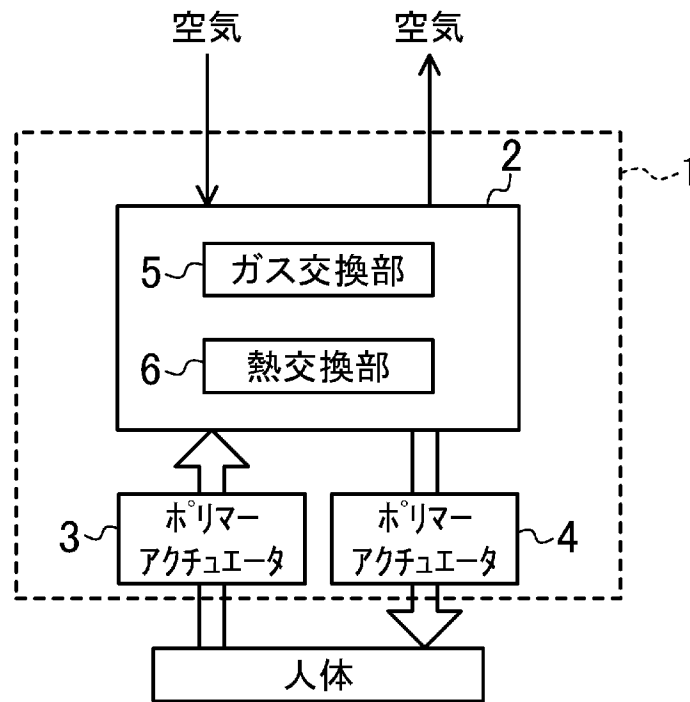 空気 空気
1
2
5 ガス交換部
6 熱交換部
3 ポリマー ポリマー 4
アクチュエータ アクチュエータ
人体